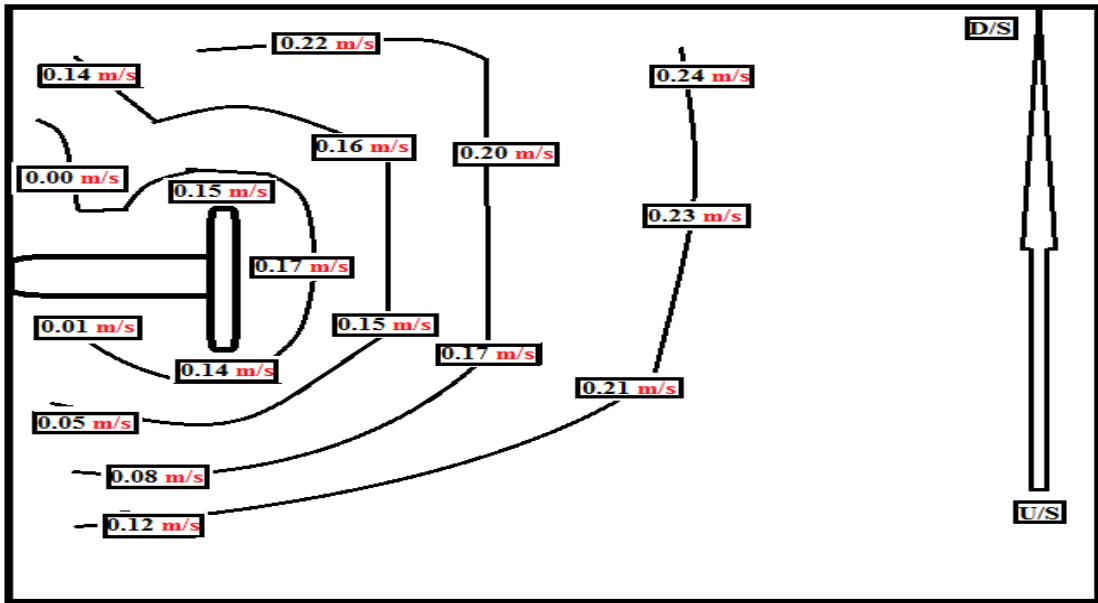 D/S
0.22 m/s
0.14 m/s
0.24 m/s
0.16 m/s
0.20 m/s
0.00 m/s
0.15 m/s
0.23 m/s
0.17 m/s
0.01 m/s
0.15 m/s
0.17 m/s
0.14 m/s
0.21 m/s
0.05 m/s
0.08 m/s
U/S
0.12 m/s